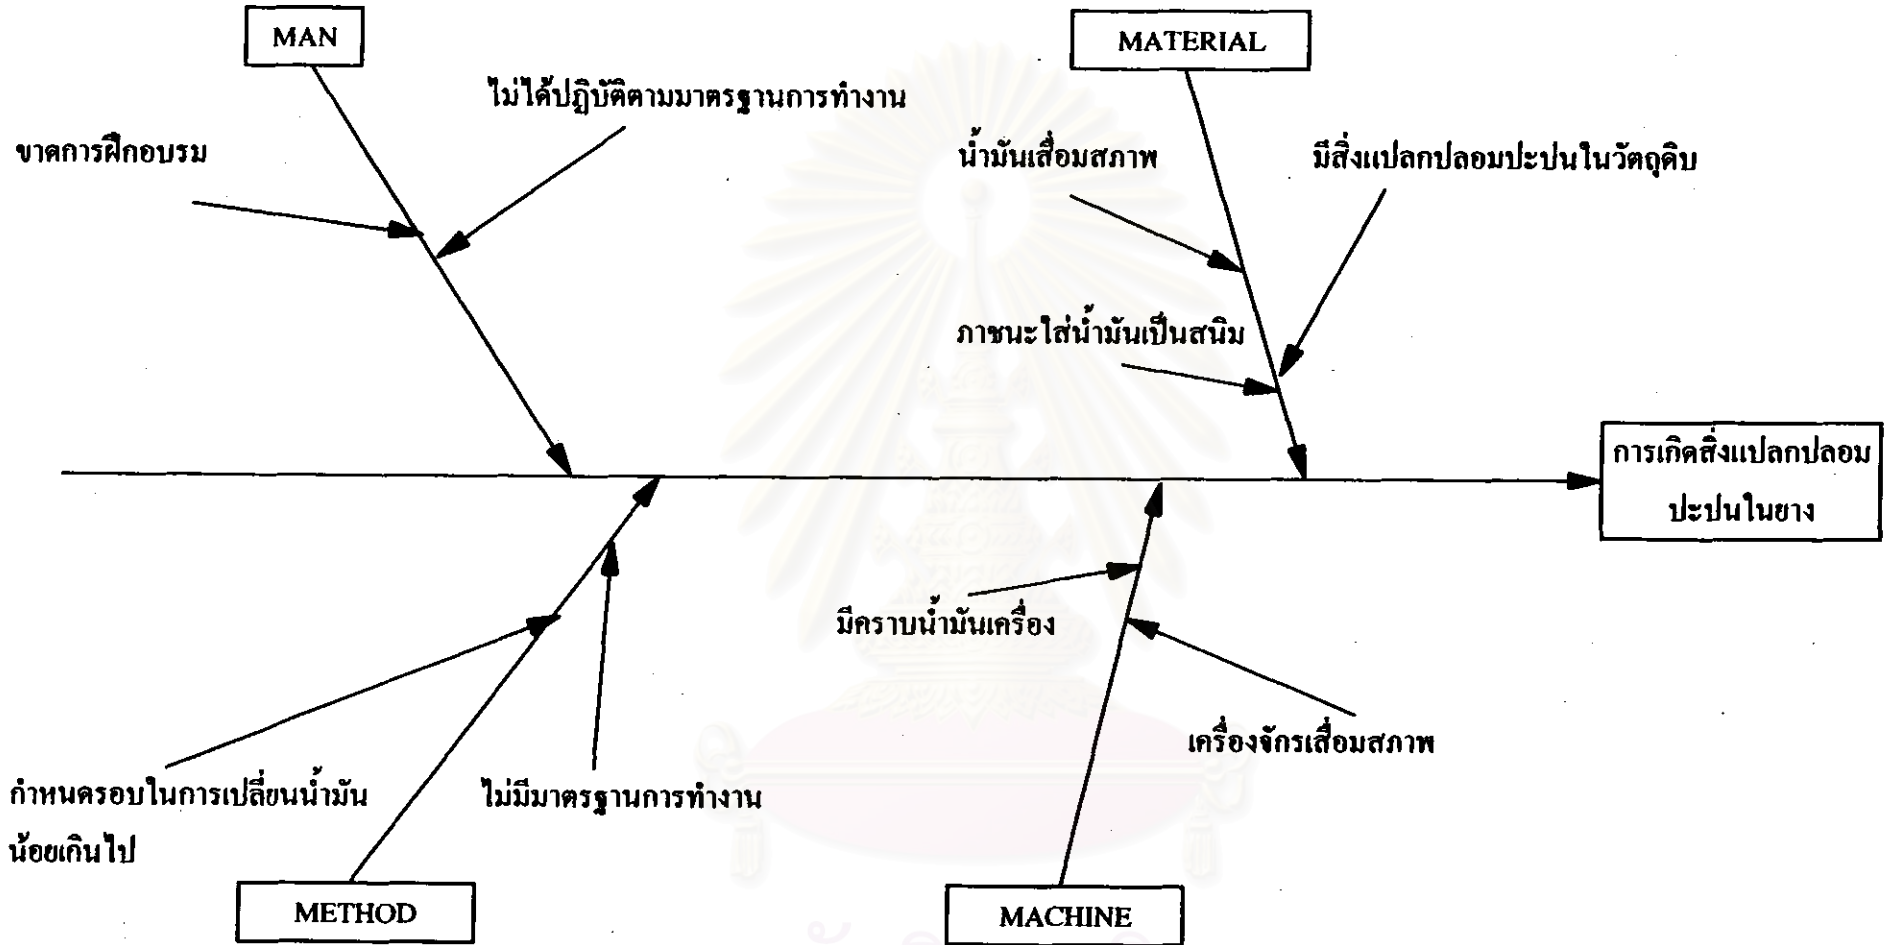 MAN
MATERIAL
ไม่ได้ปฏิบัติตามมาตรฐานการทำงาน
ขาดการฝึกอบรม
น้ำมันเสื่อมสภาพ
มีสิ่งแปลกปลอมปะปนในวัตถุดิบ
ภาชนะใส่น้ำมันเป็นสนิม
การเกิดสิ่งแปลกปลอม
ปะปนในยาง
มีคราบน้ำมันเครื่อง
เครื่องจักรเสื่อมสภาพ
กำหนดรอบในการเปลี่ยนน้ำมัน
น้อยเกินไป
ไม่มีมาตรฐานการทำงาน
METHOD
MACHINE